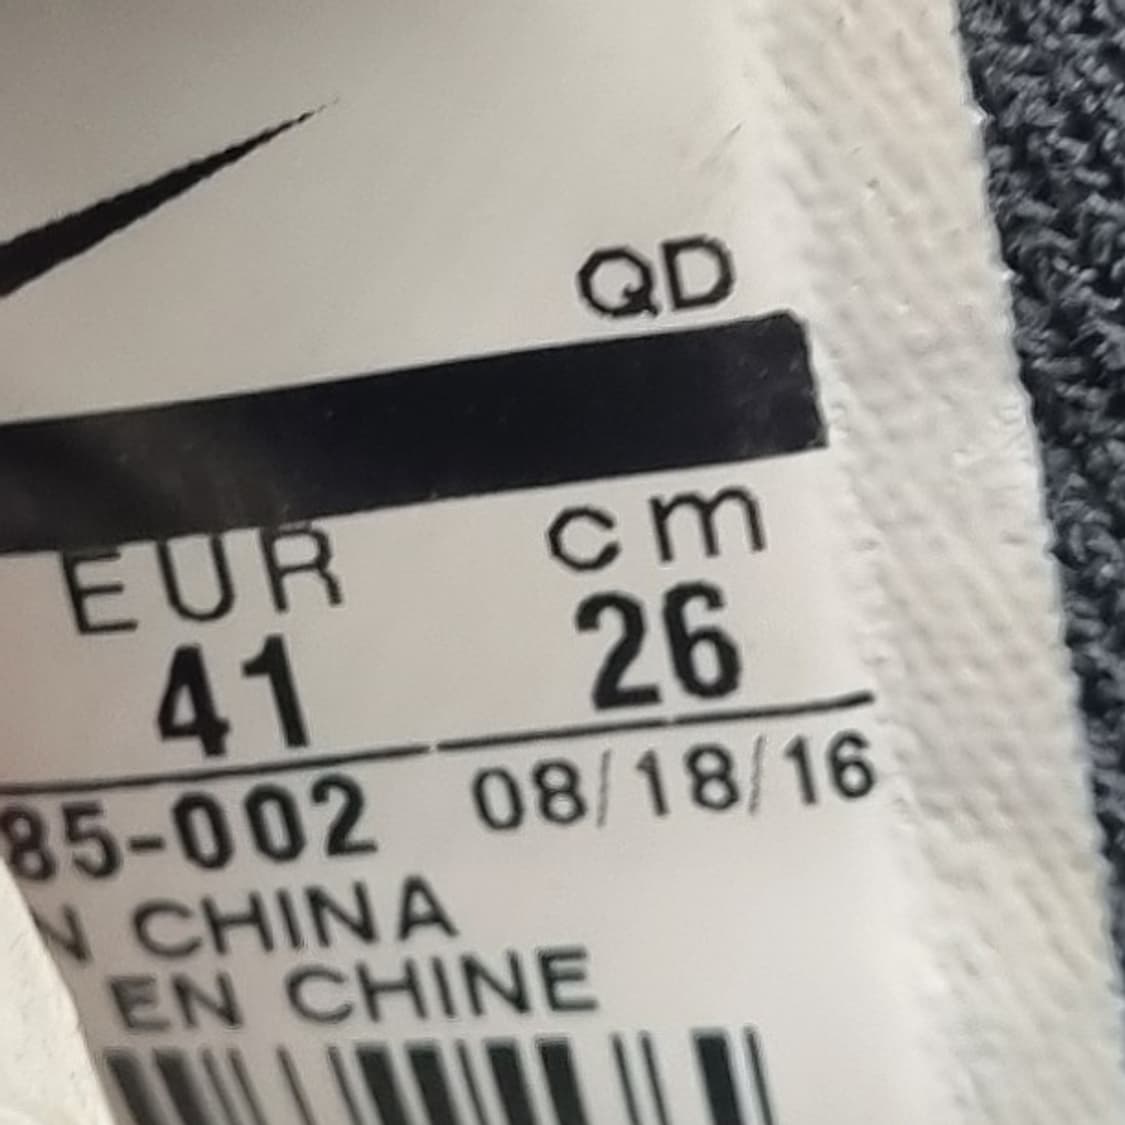 QD
EUR cm
41 26
85-002 08/18/16
N CHINA
EN CHINE